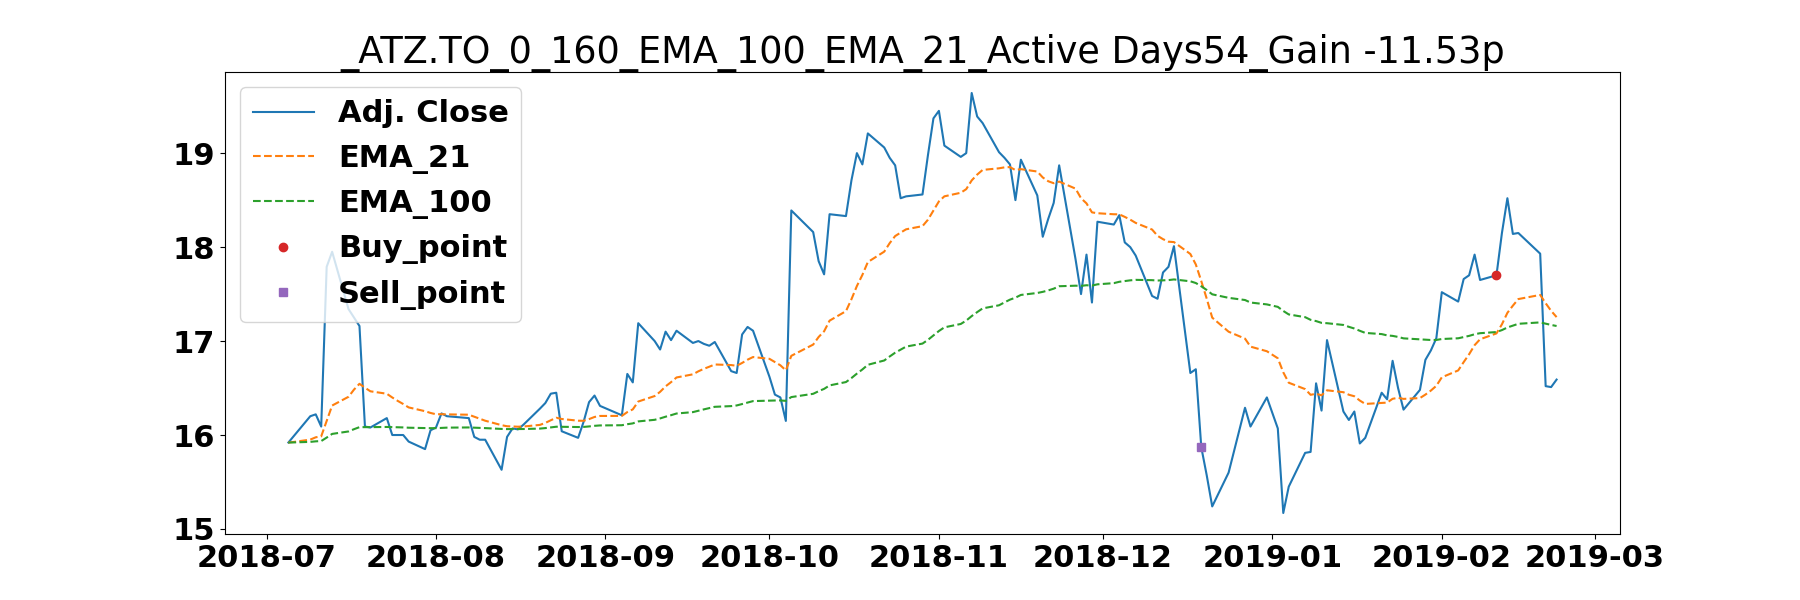 _ATZ.TO_0_160_EMA_100_EMA_21_Active Days54_Gain -11.53p
Adj. Close
EMA_21
EMA_100
Buy_point
Sell_point
19
18
17
16
15
2018-07 2018-08 2018-09 2018-10 2018-11 2018-12 2019-01 2019-02 2019-03